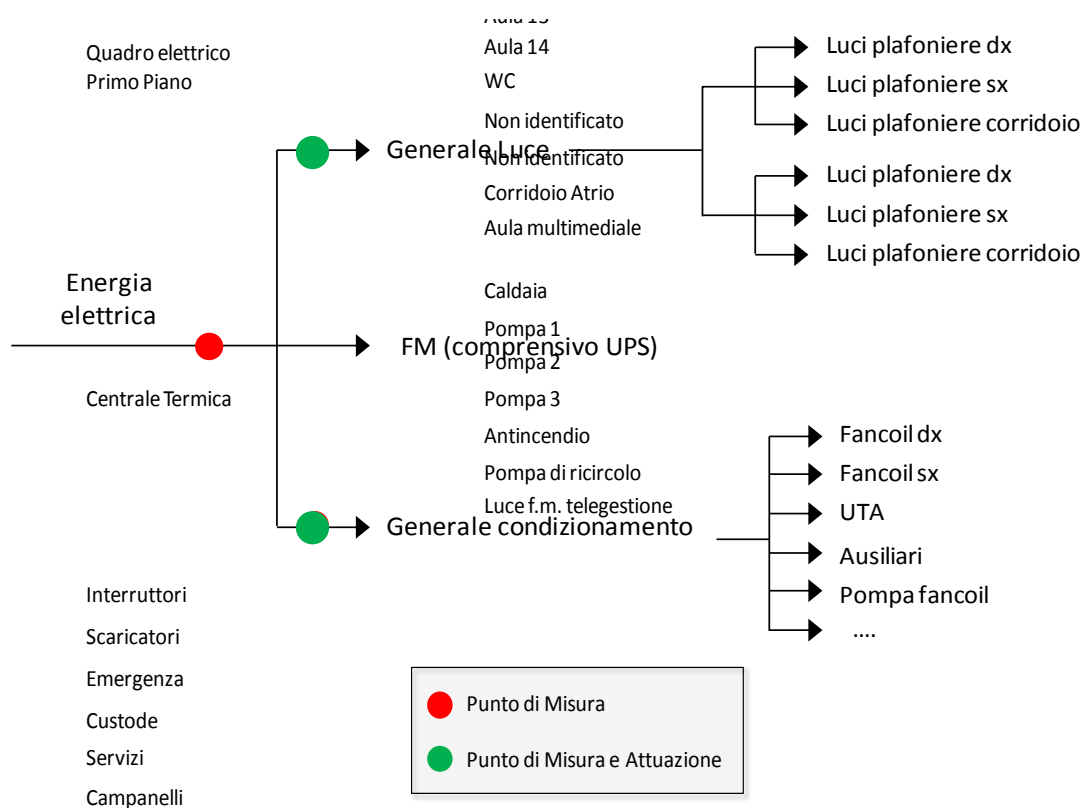 Aula 13
Quadro elettrico
Primo Piano
Aula 14
WC
Non identificato
Non identificato
Corridoio Atrio
Aula multimediale
Generale Luce
Luci plafoniere dx
Luci plafoniere sx
Luci plafoniere corridoio
Luci plafoniere dx
Luci plafoniere sx
Luci plafoniere corridoio
Energia
elettrica
FM (comprensivo UPS)
Centrale Termica
Caldaia
Pompa 1
Pompa 2
Pompa 3
Antincendio
Pompa di ricircolo
Luce f.m. telegestione
Generale condizionamento
Fancoil dx
Fancoil sx
UTA
Ausiliari
Pompa fancoil
....
Interruttori
Scaricatori
Emergenza
Custode
Servizi
Campanelli
Punto di Misura
Punto di Misura e Attuazione